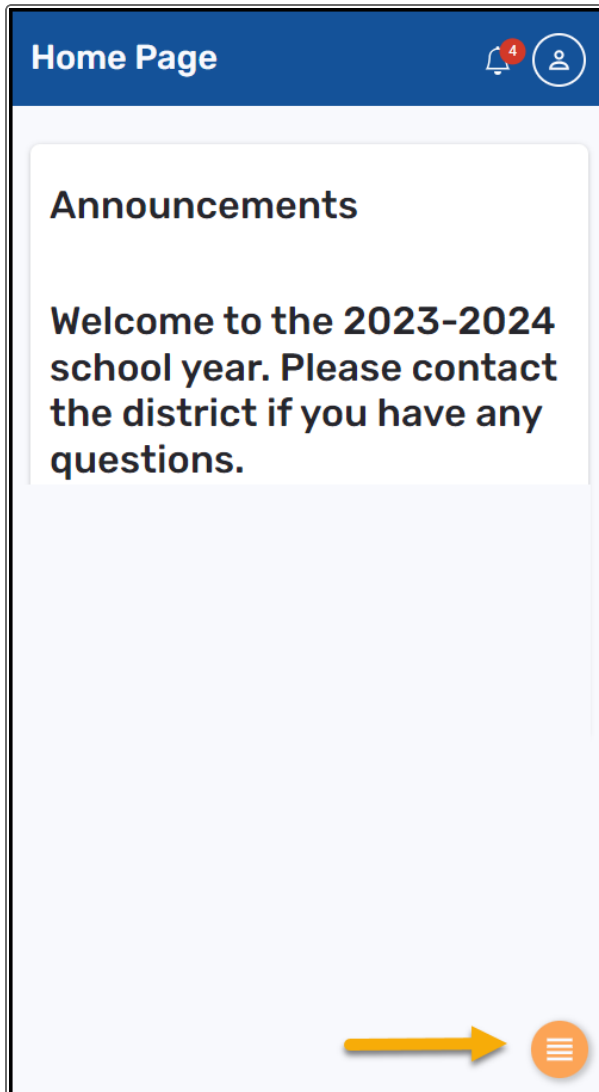 Home Page
4
Announcements
Welcome to the 2023-2024
school year. Please contact
the district if you have any
questions.